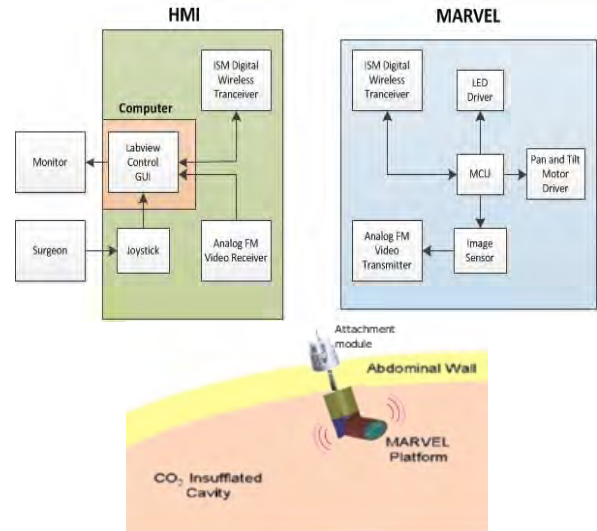 HMI
ISM Digital
Wireless
Tranceiver
Computer
Labview
Control
GUI
Monitor
Surgeon
Joystick
Analog FM
Video Receiver
MARVEL
ISM Digital
Wireless
Tranceiver
LED
Driver
MCU
Pan and Tilt
Motor
Driver
Analog FM
Video
Transmitter
Image
Sensor
Attachment
module
Abdominal Wall
MARVEL
Platform
CO2 Insufflated
Cavity